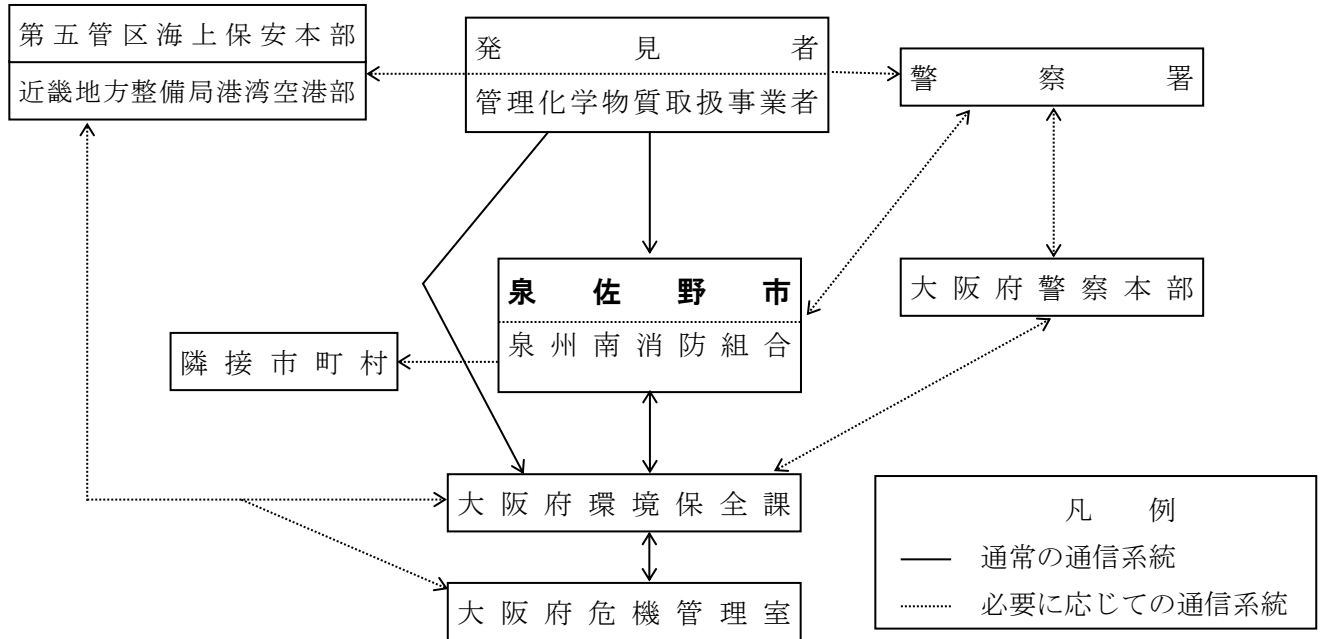 第五管区海上保安本部
近畿地方整備局港湾空港部
発見者
管理化学物質取扱事業者
警察署
泉佐野市
泉州南消防組合
大阪府警察本部
隣接市町村
大阪府環境保全課
大阪府危機管理室
凡例
通常の通信系統
必要に応じての通信系統